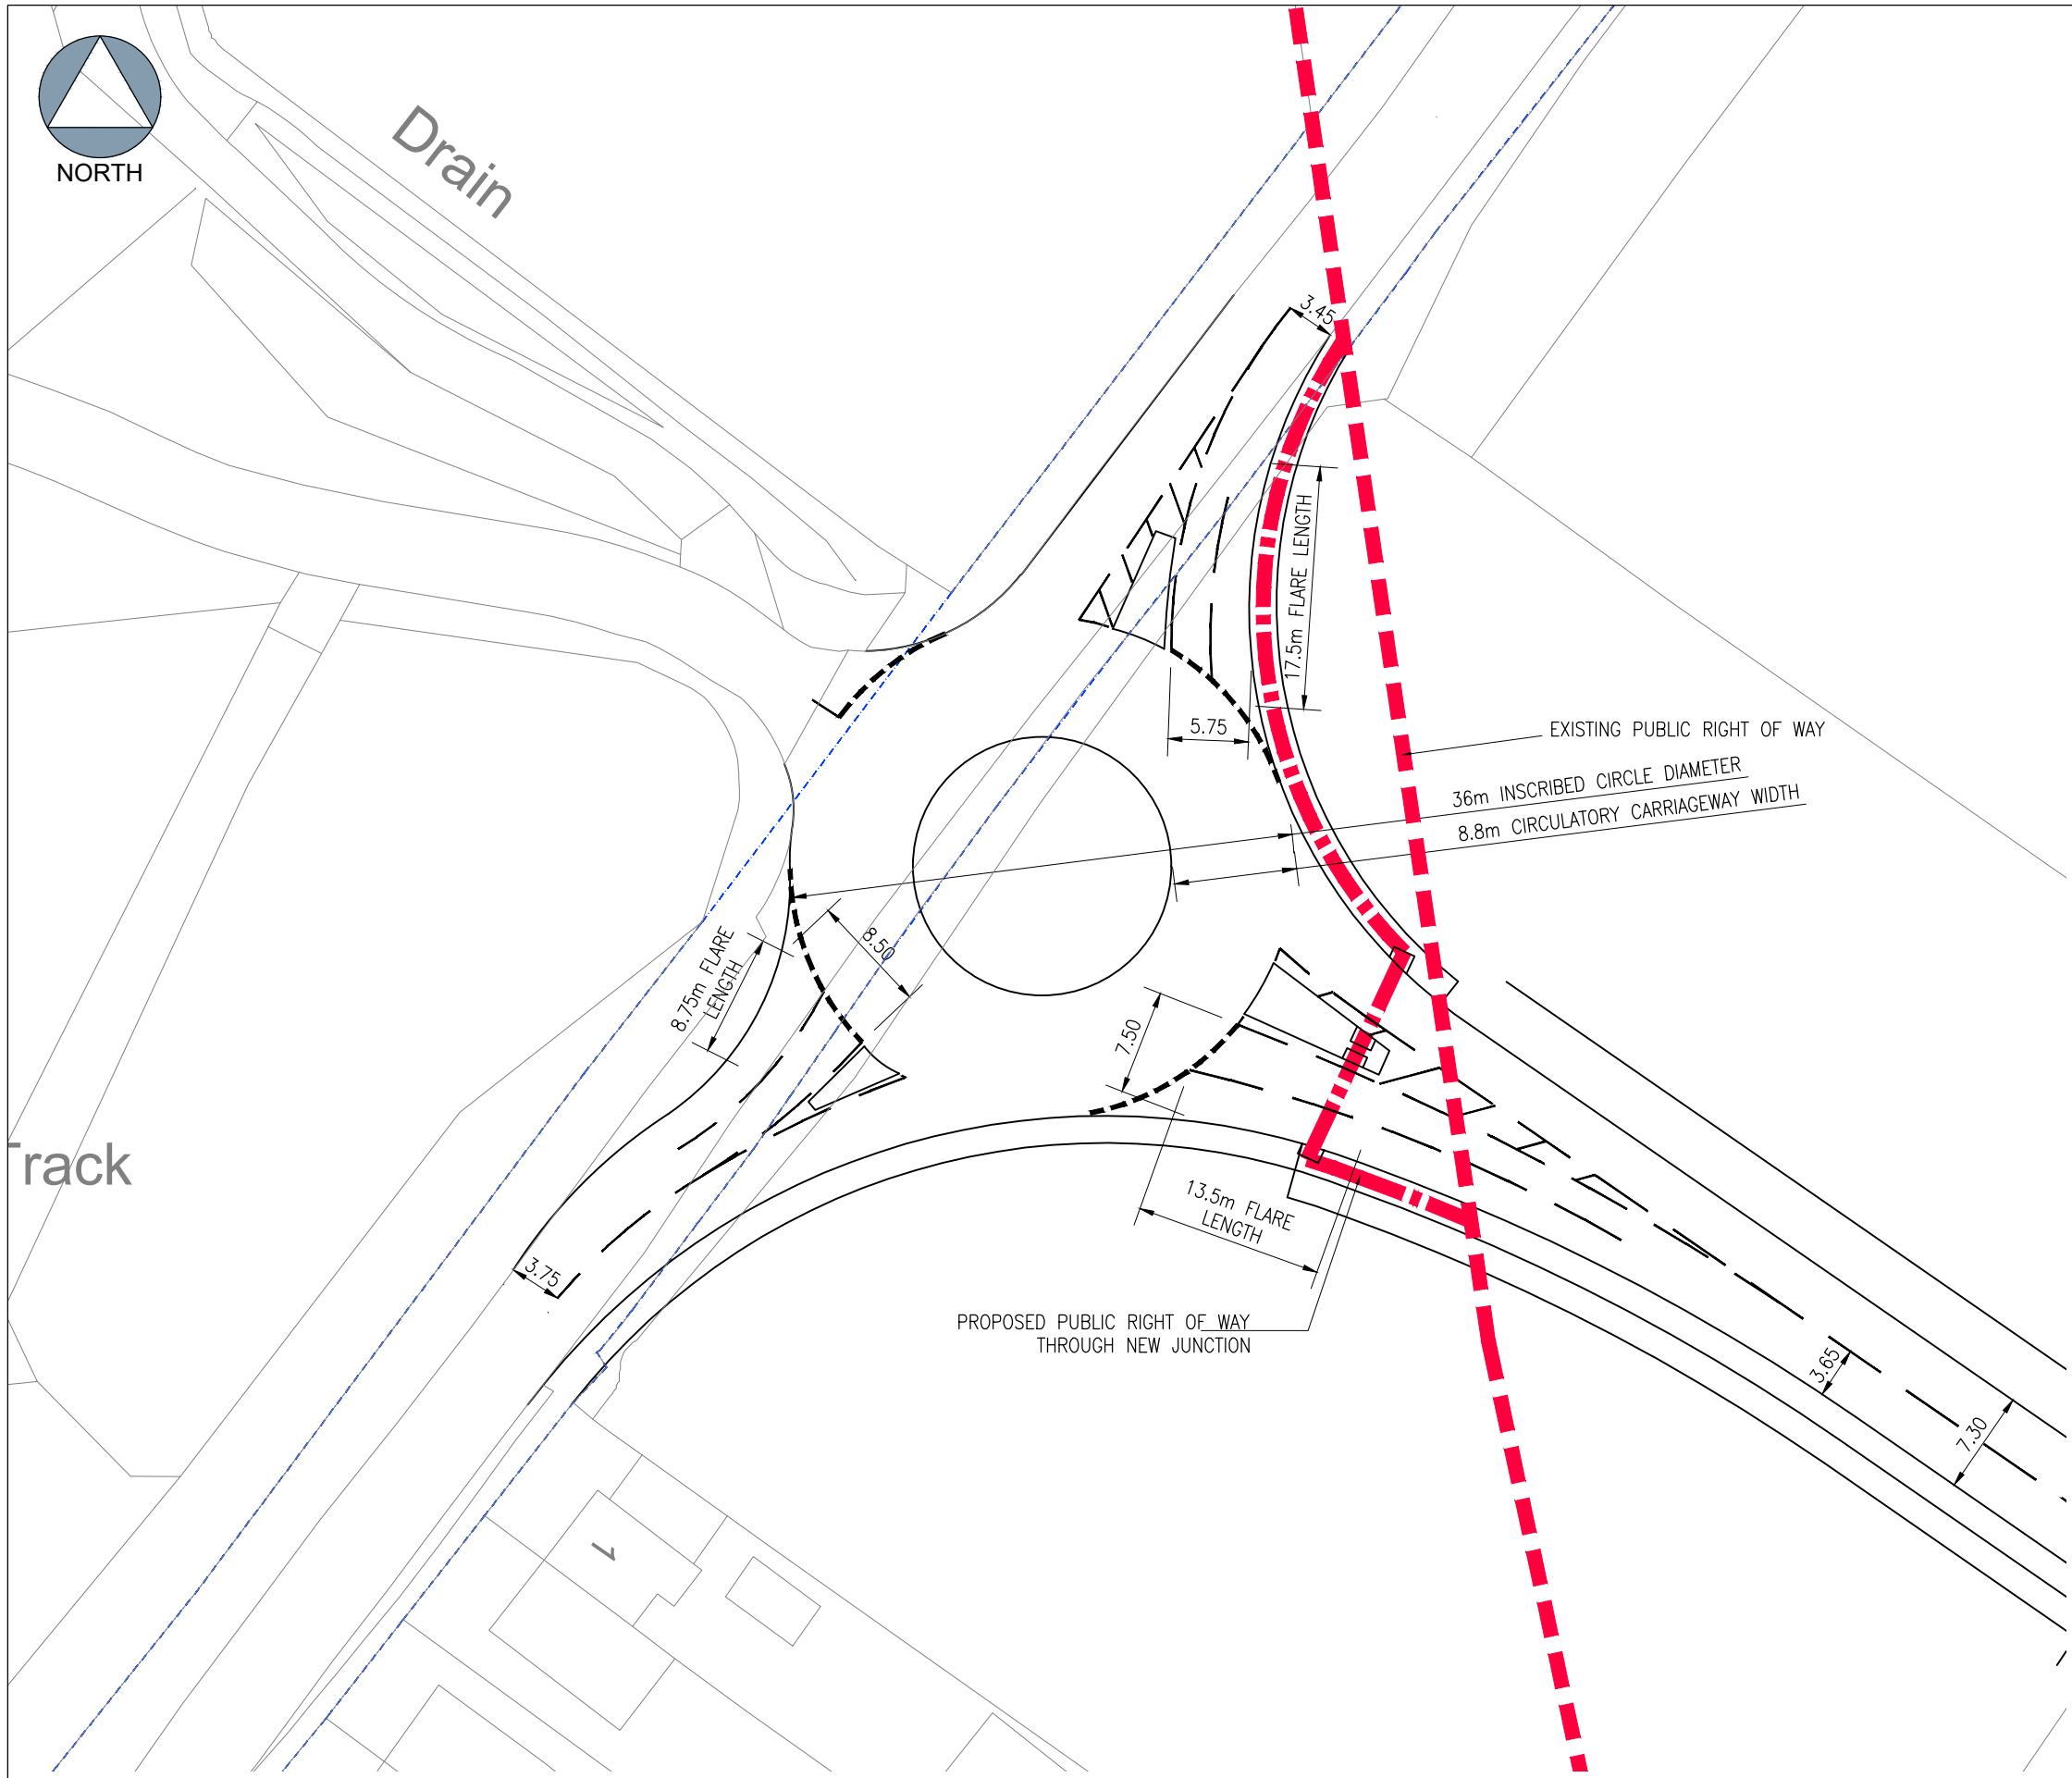 NORTH
Drain
3.45
17.5m FLARE LENGTH
5.75
EXISTING PUBLIC RIGHT OF WAY
36m INSCRIBED CIRCLE DIAMETER
8.8m CIRCULATORY CARRIAGEWAY WIDTH
8.50
8.75m FLARE
LENGTH
7.50
rack
13.5m FLARE
LENGTH
3.75
PROPOSED PUBLIC RIGHT OF WAY
THROUGH NEW JUNCTION
3.65
7.30
1